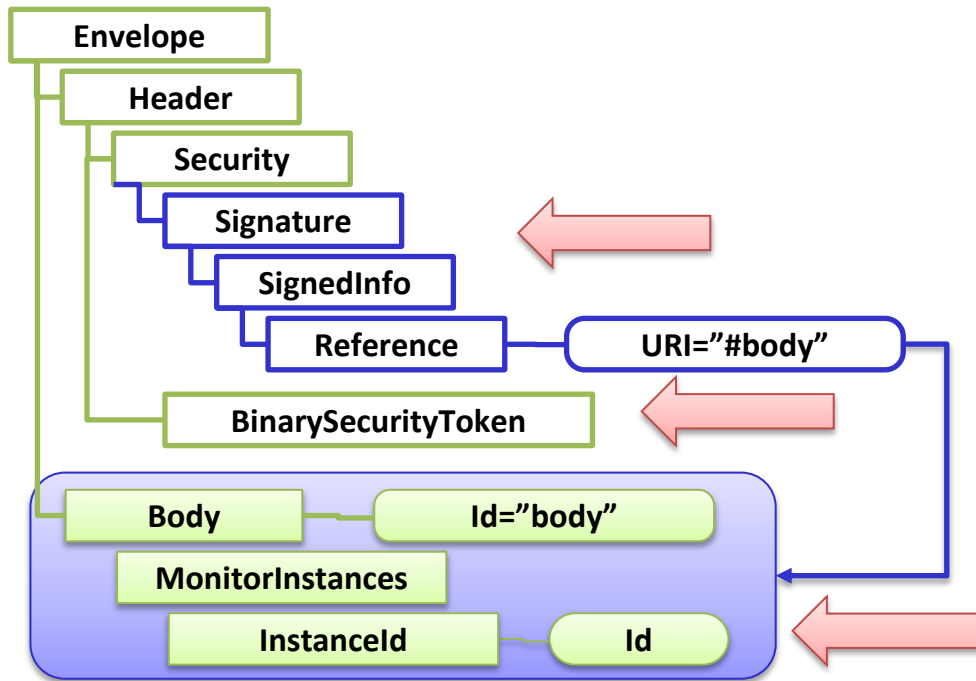 Envelope
Header
Security
Signature
SignedInfo
Reference
URI=”#body”
BinarySecurityToken
Body
Id=”body”
MonitorInstances
InstanceId
Id